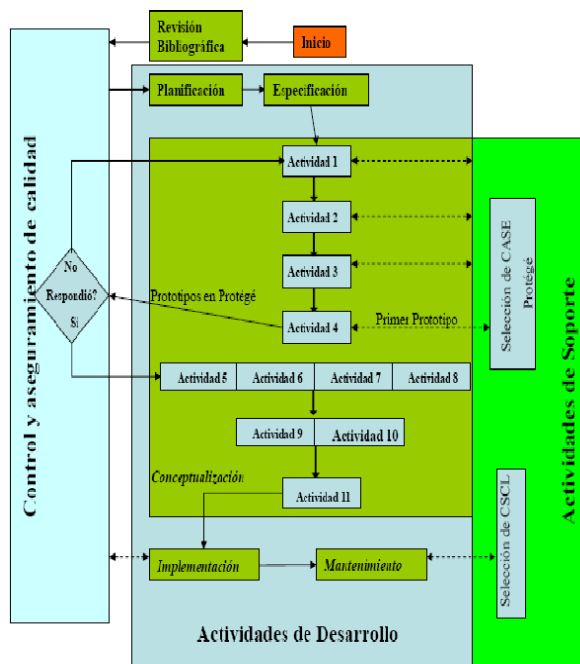 Revisión
Bibliográfica
Inicio
Planificación
Especificación
Actividad 1
Actividad 2
Actividad 3
No
Respondió?
Si
Prototipos en Protégé
Primer Prototipo
Actividad 4
Actividad 5
Actividad 6
Actividad 7
Actividad 8
Actividad 9
Actividad 10
Conceptualización
Actividad 11
Implementación
Mantenimiento
Actividades de Desarrollo
Control y aseguramiento de calidad
Selección de CASE
Protégé
Selección de CSCL
Actividades de Soporte